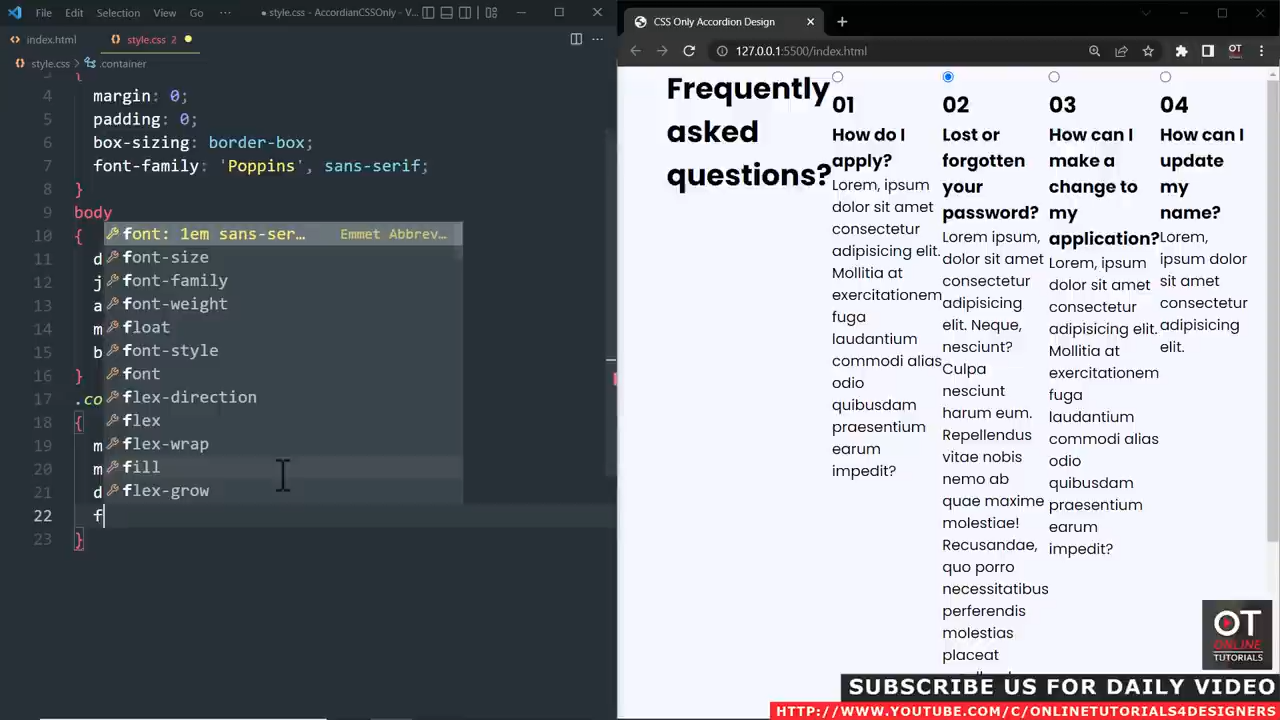 File Edit Selection View Go ● style.css - AccordianCSSOnly - V...
index.html style.css 2
style.css > .container
4 margin: 0;
5 padding: 0;
6 box-sizing: border-box;
7 font-family: 'Poppins', sans-serif;
8 }
9 body
10 {
11 d
12 j
13 a
14 m
15 b
16 }
17 .co
18 {
19 m
20 m
21 d
22 f
23 }
font: 1em sans-ser… Emmet Abbrev…
font-size
font-family
font-weight
float
font-style
font
flex-direction
flex
flex-wrap
fill
flex-grow
CSS Only Accordion Design
127.0.0.1:5500/index.html
Frequently
asked
questions?
01
How do I
apply?
Lorem, ipsum
dolor sit amet
consectetur
adipisicing elit.
Mollitia at
exercitationem
fuga
laudantium
commodi alias
odio
quibusdam
praesentium
earum
impedit?
02
Lost or
forgotten
your
password?
Lorem ipsum,
dolor sit amet
consectetur
adipisicing
elit. Neque,
nesciunt?
Culpa
nesciunt
harum eum.
Repellendus
vitae nobis
nemo ab
quae maxime
molestiae!
Recusandae,
quo porro
necessitatibus
perferendis
molestias
placeat
03
How can I
make a
change to
my
application?
Lorem, ipsum
dolor sit amet
consectetur
adipisicing elit.
Mollitia at
exercitationem
fuga
laudantium
commodi alias
odio
quibusdam
praesentium
earum
impedit?
04
How can I
update
my
name?
Lorem,
ipsum dolor
sit amet
consectetur
adipisicing
elit.
OT
ONLINE
TUTORIALS
SUBSCRIBE US FOR DAILY VIDEO
HTTP://WWW.YOUTUBE.COM/C/ONLINETUTORIALS4DESIGNERS